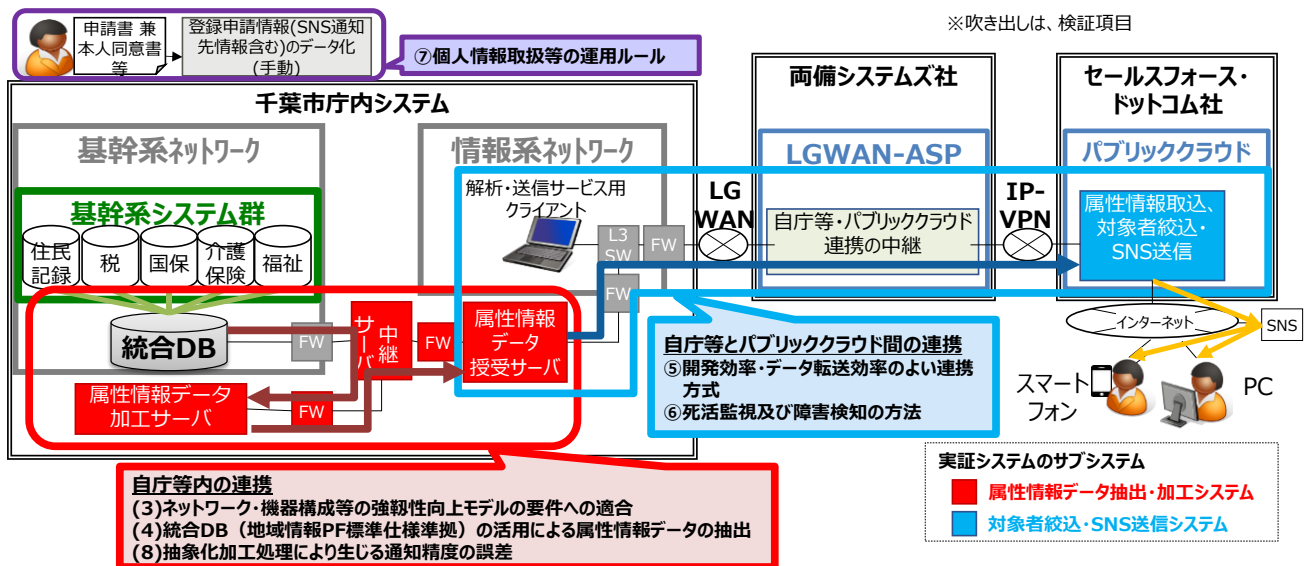 申請書 兼
本人同意書
等
登録申請情報(SNS通知
先情報含む)のデータ化
(手動)
⑦個人情報取扱等の運用ルール
※吹き出しは、検証項目
千葉市庁内システム
両備システムズ社
セールスフォース・
ドットコム社
基幹系ネットワーク
情報系ネットワーク
LGWAN-ASP
パブリッククラウド
解析・送信サービス用
クライアント
LG
WAN
IP-
VPN
基幹系システム群
住民
記録
税
国保
介護
保険
福祉
L3
SW
FW
FW
自庁等・パブリッククラウド
連携の中継
属性情報取込、
対象者絞込・
SNS送信
統合DB
FW
中継
サーバ
FW
属性情報
データ
授受サーバ
属性情報データ
加工サーバ
FW
インターネット
SNS
スマート
フォン
PC
自庁等とパブリッククラウド間の連携
⑤開発効率・データ転送効率のよい連携
方式
⑥死活監視及び障害検知の方法
自庁等内の連携
(3)ネットワーク・機器構成等の強靱性向上モデルの要件への適合
(4)統合DB（地域情報PF標準仕様準拠）の活用による属性情報データの抽出
(8)抽象化加工処理により生じる通知精度の誤差
実証システムのサブシステム
属性情報データ抽出・加工システム
対象者絞込・SNS送信システム